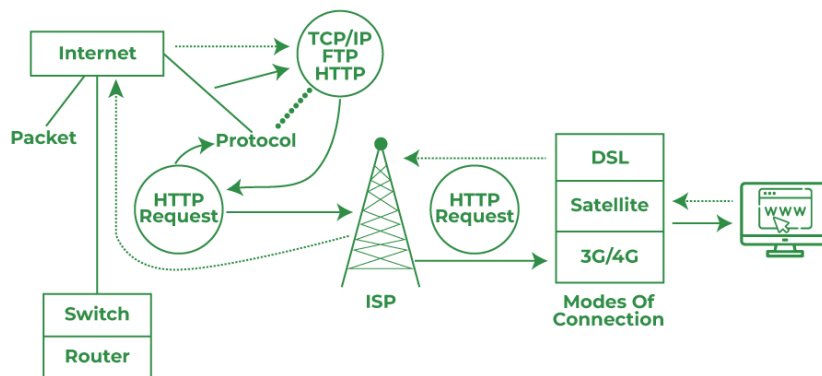 Internet
TCP/IP
FTP
HTTP
Packet
Protocol
HTTP
Request
HTTP
Request
DSL
Satellite
3G/4G
WWW
ISP
Modes Of
Connection
Switch
Router